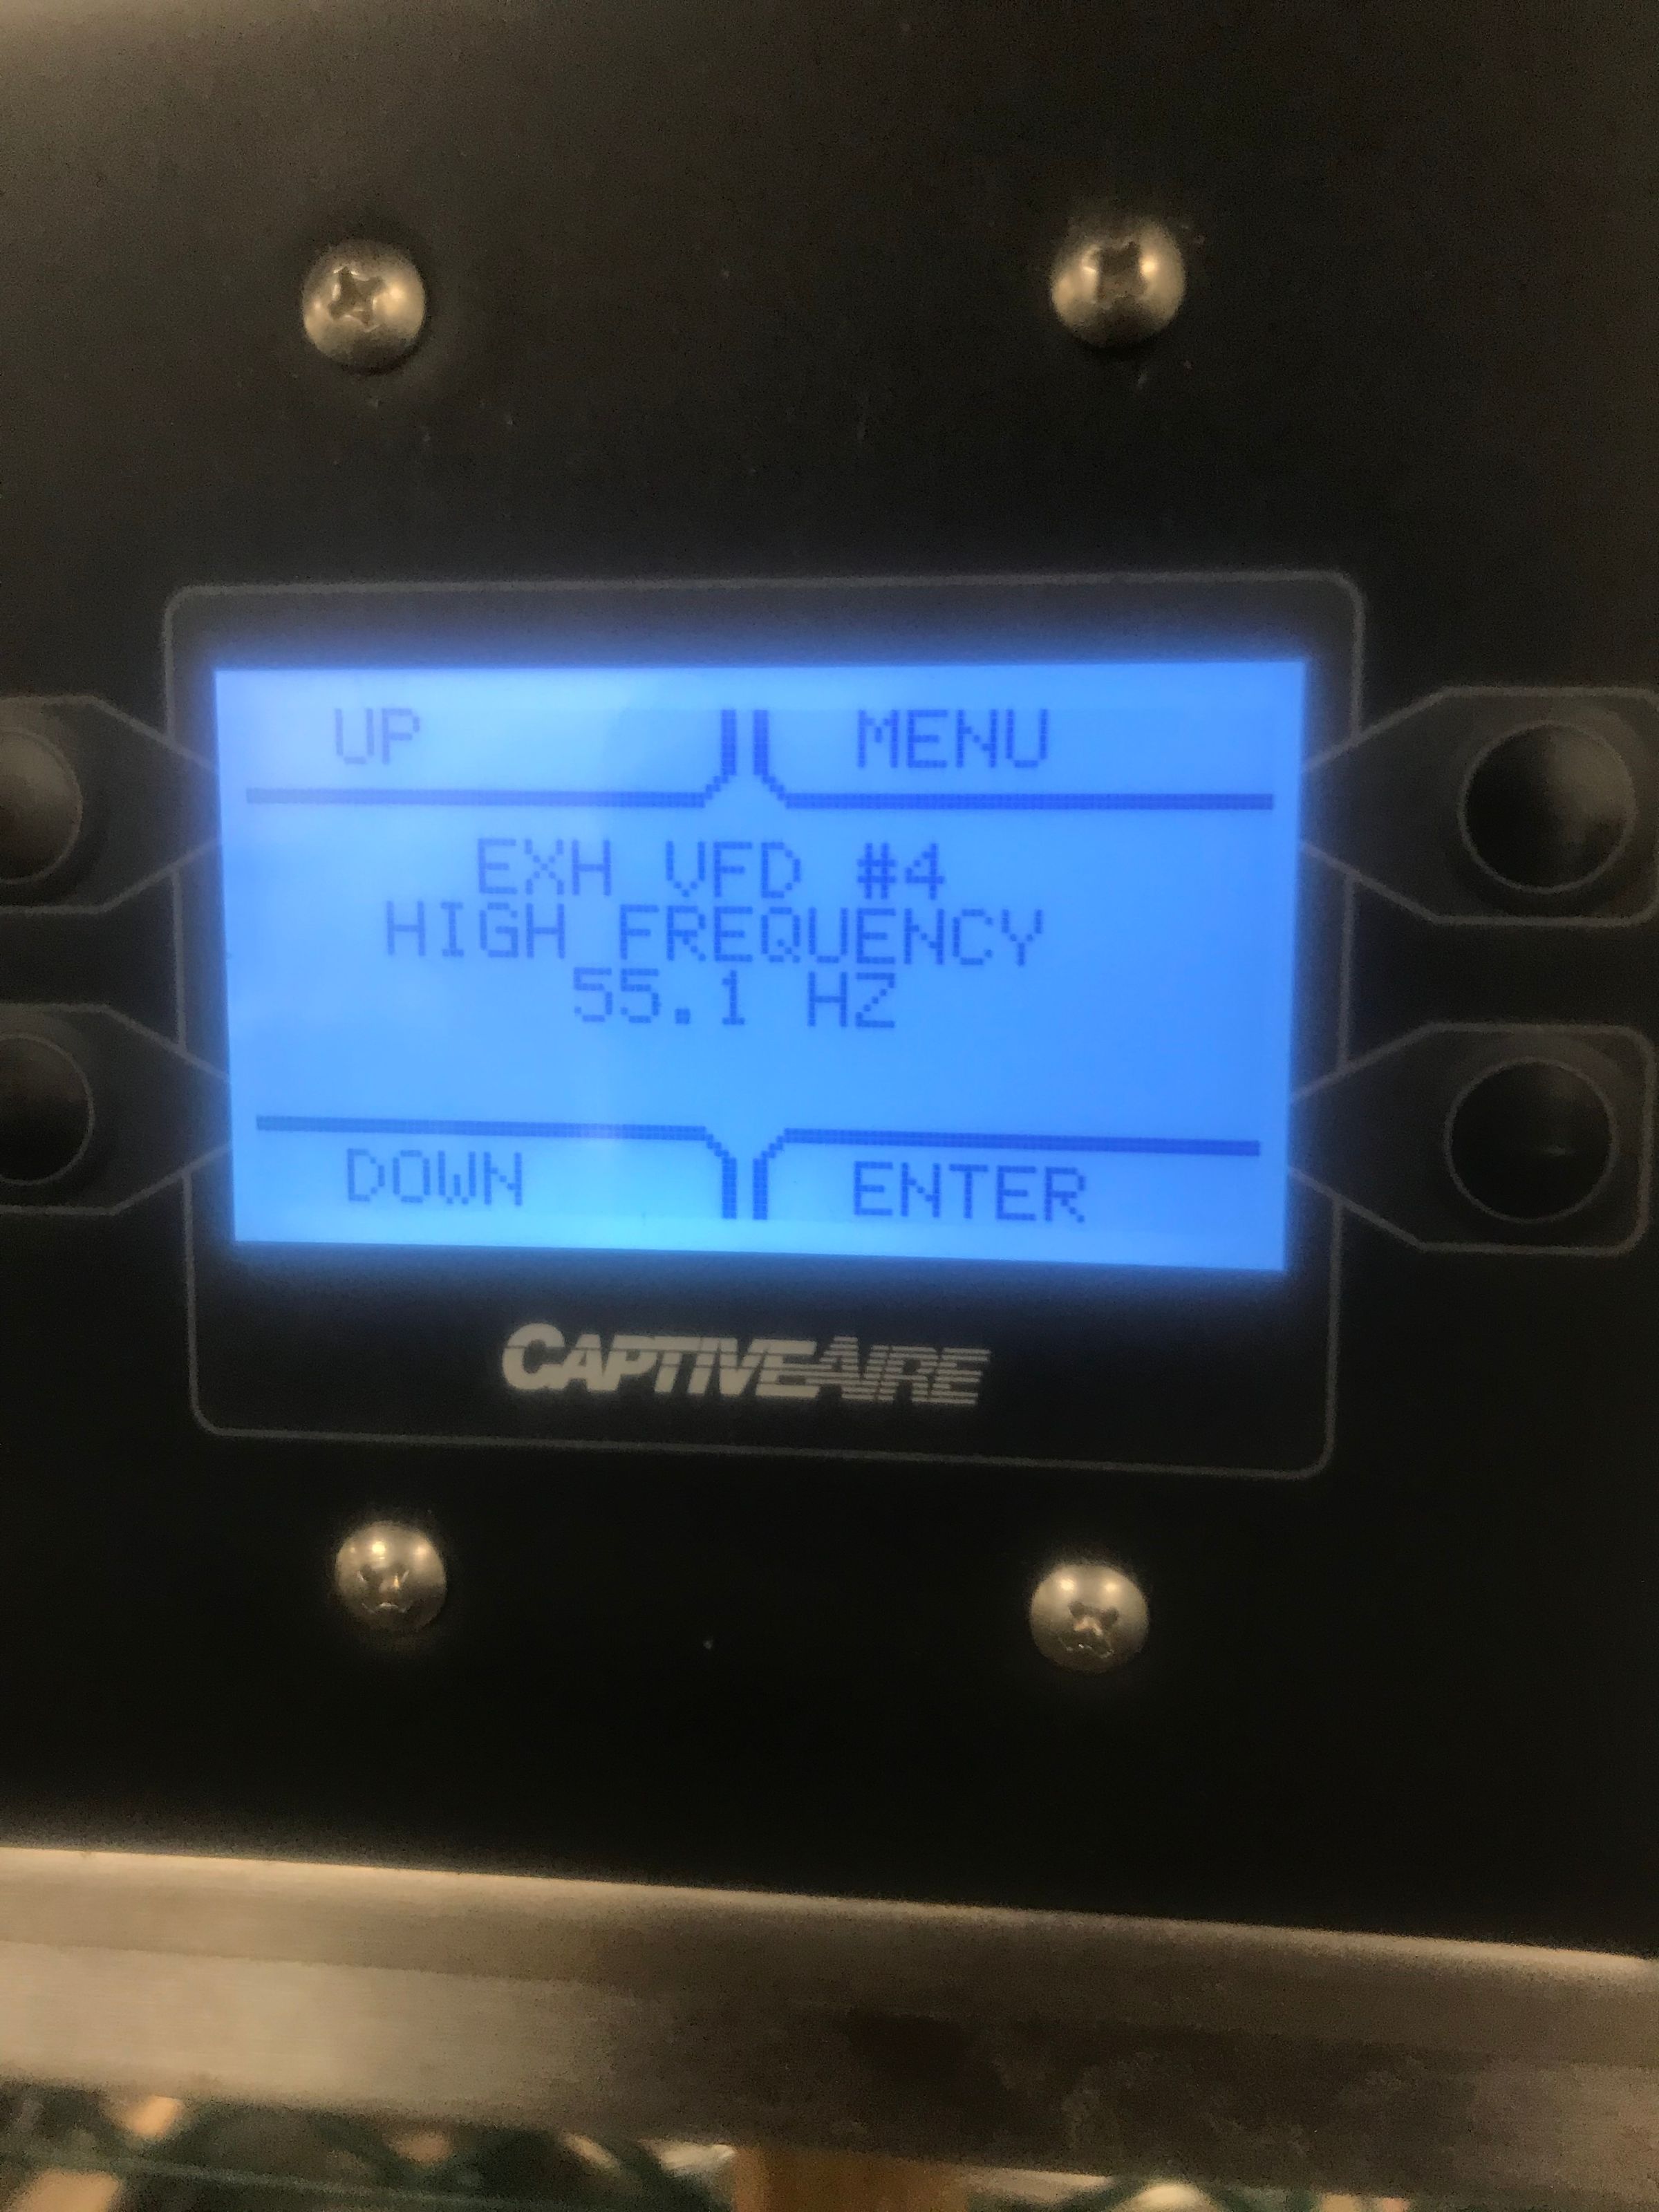 UP MENU
EXH VFD #4
HIGH FREQUENCY
55.1 HZ
DOWN ENTER
CAPTIVEAIRE